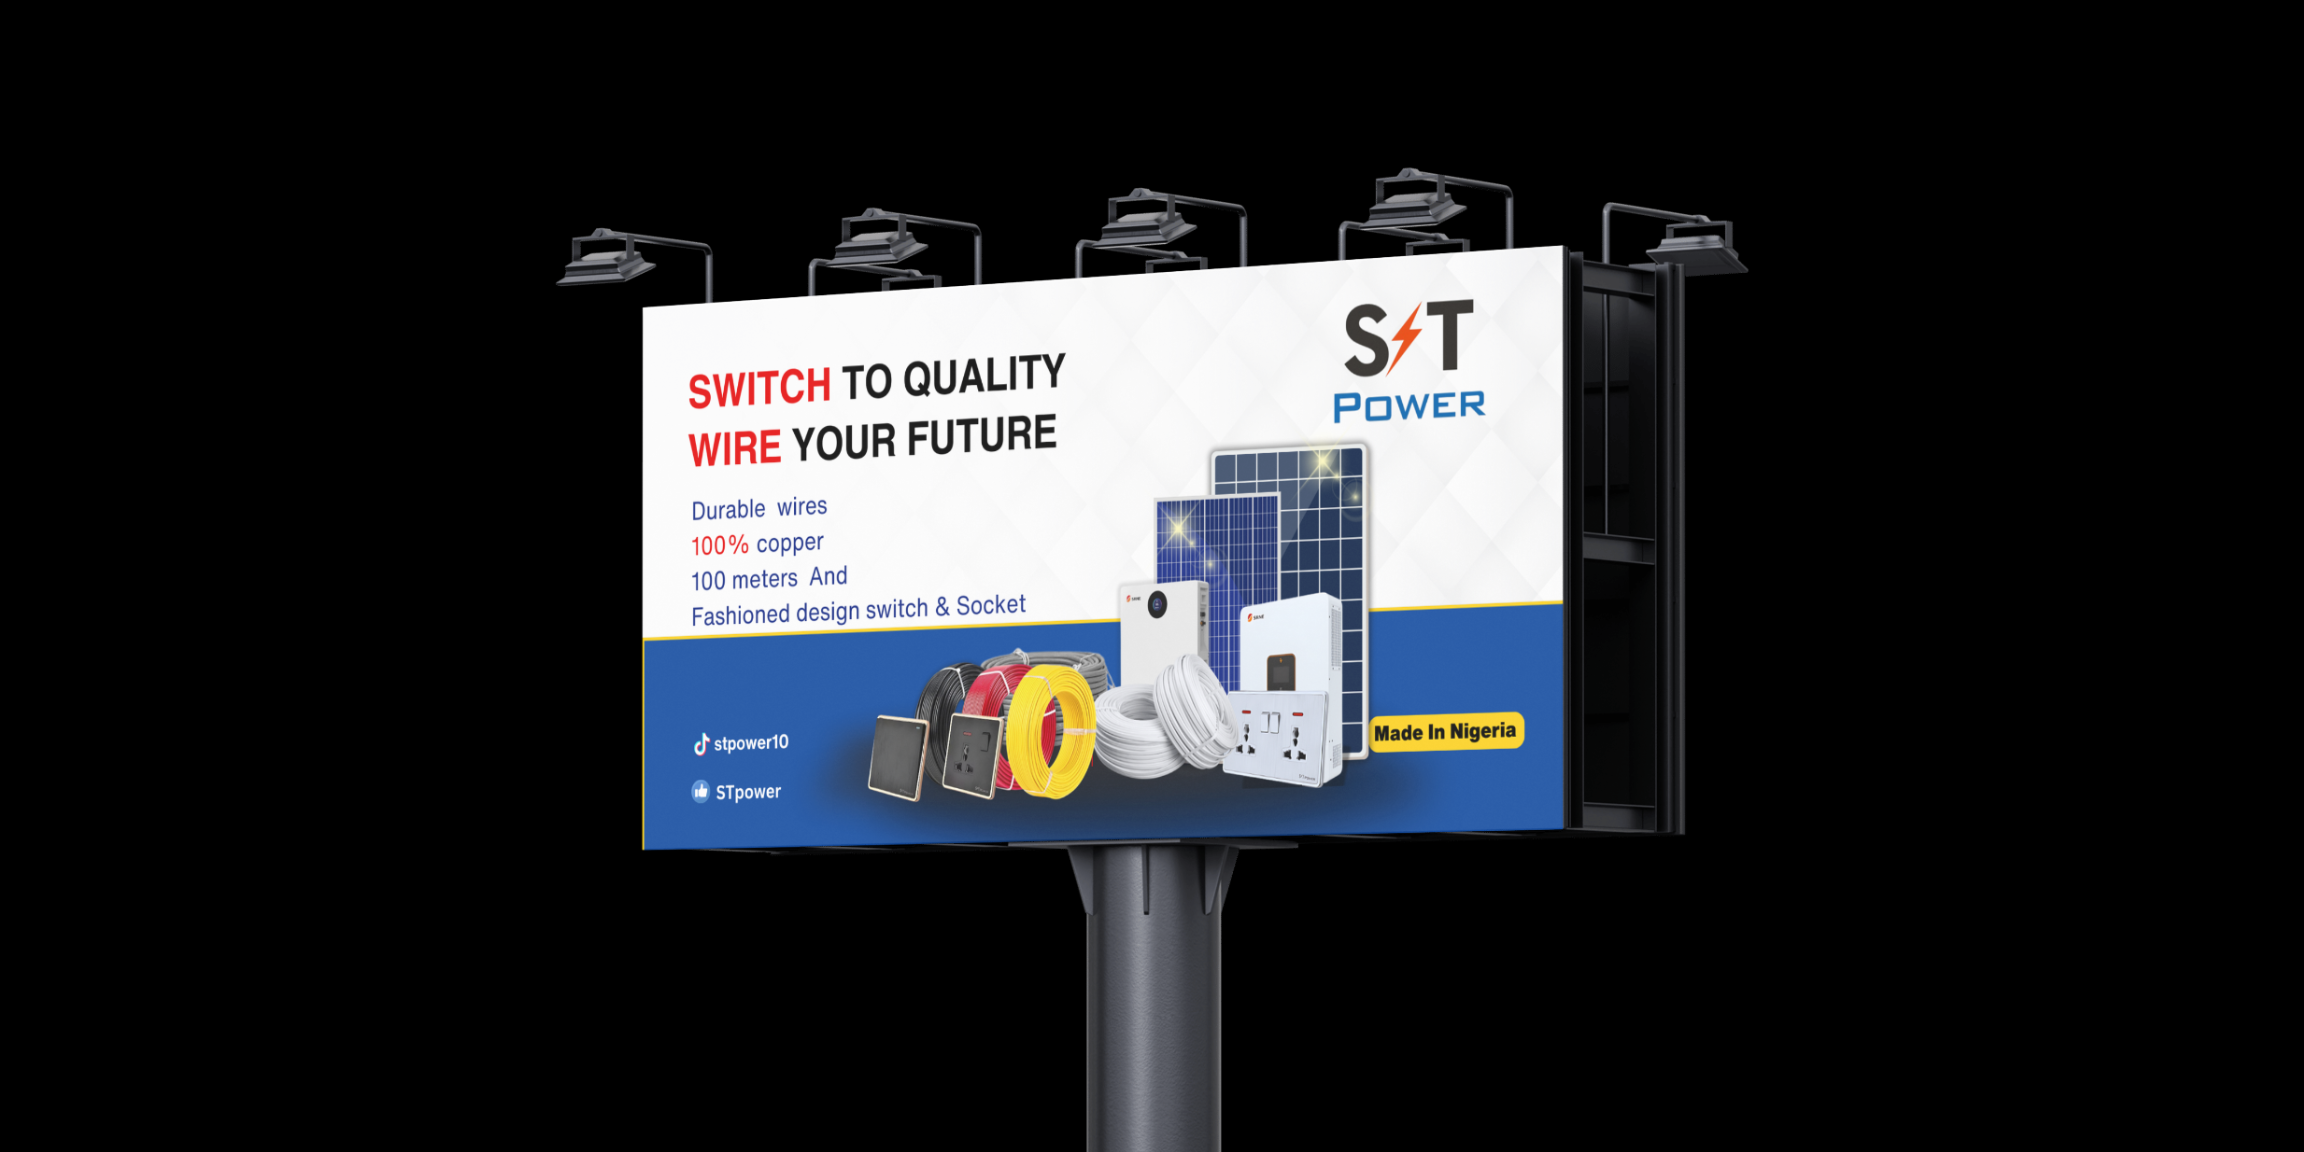 SWITCH TO QUALITY
WIRE YOUR FUTURE
Durable wires
100% copper
100 meters And
Fashioned design switch & Socket
stpower10
STpower
ST
POWER
Made In Nigeria